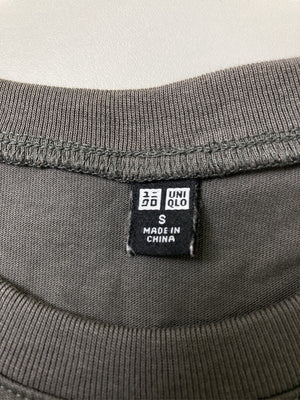 ユニ UNI
クロ QLO
S
MADE IN
CHINA